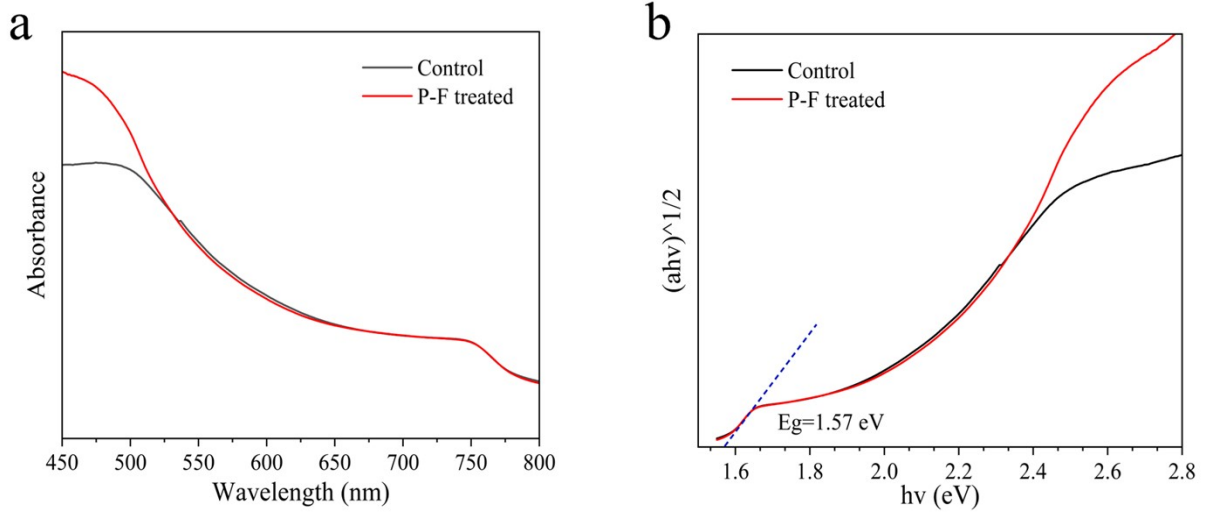 a
Control
P-F treated
Absorbance
450 500 550 600 650 700 750 800
Wavelength (nm)
b
Control
P-F treated
(ahv)^1/2
Eg=1.57 eV
1.6 1.8 2.0 2.2 2.4 2.6 2.8
hv (eV)